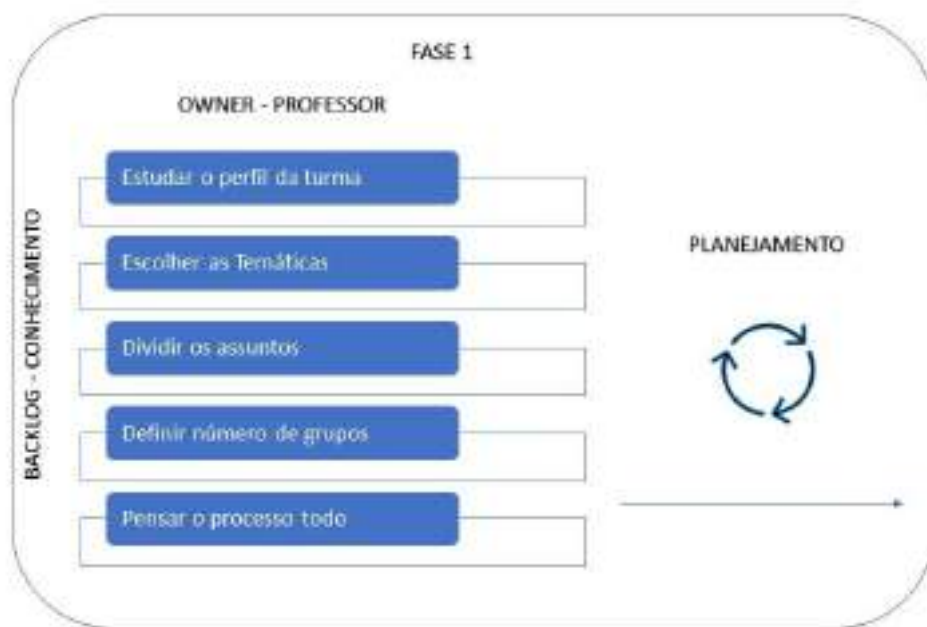 FASE 1
OWNER - PROFESSOR
BACKLOG - CONHECIMENTO
Estudar o perfil da turma
Escolher as Temáticas
Dividir os assuntos
Definir número de grupos
Pensar o processo todo
PLANEJAMENTO